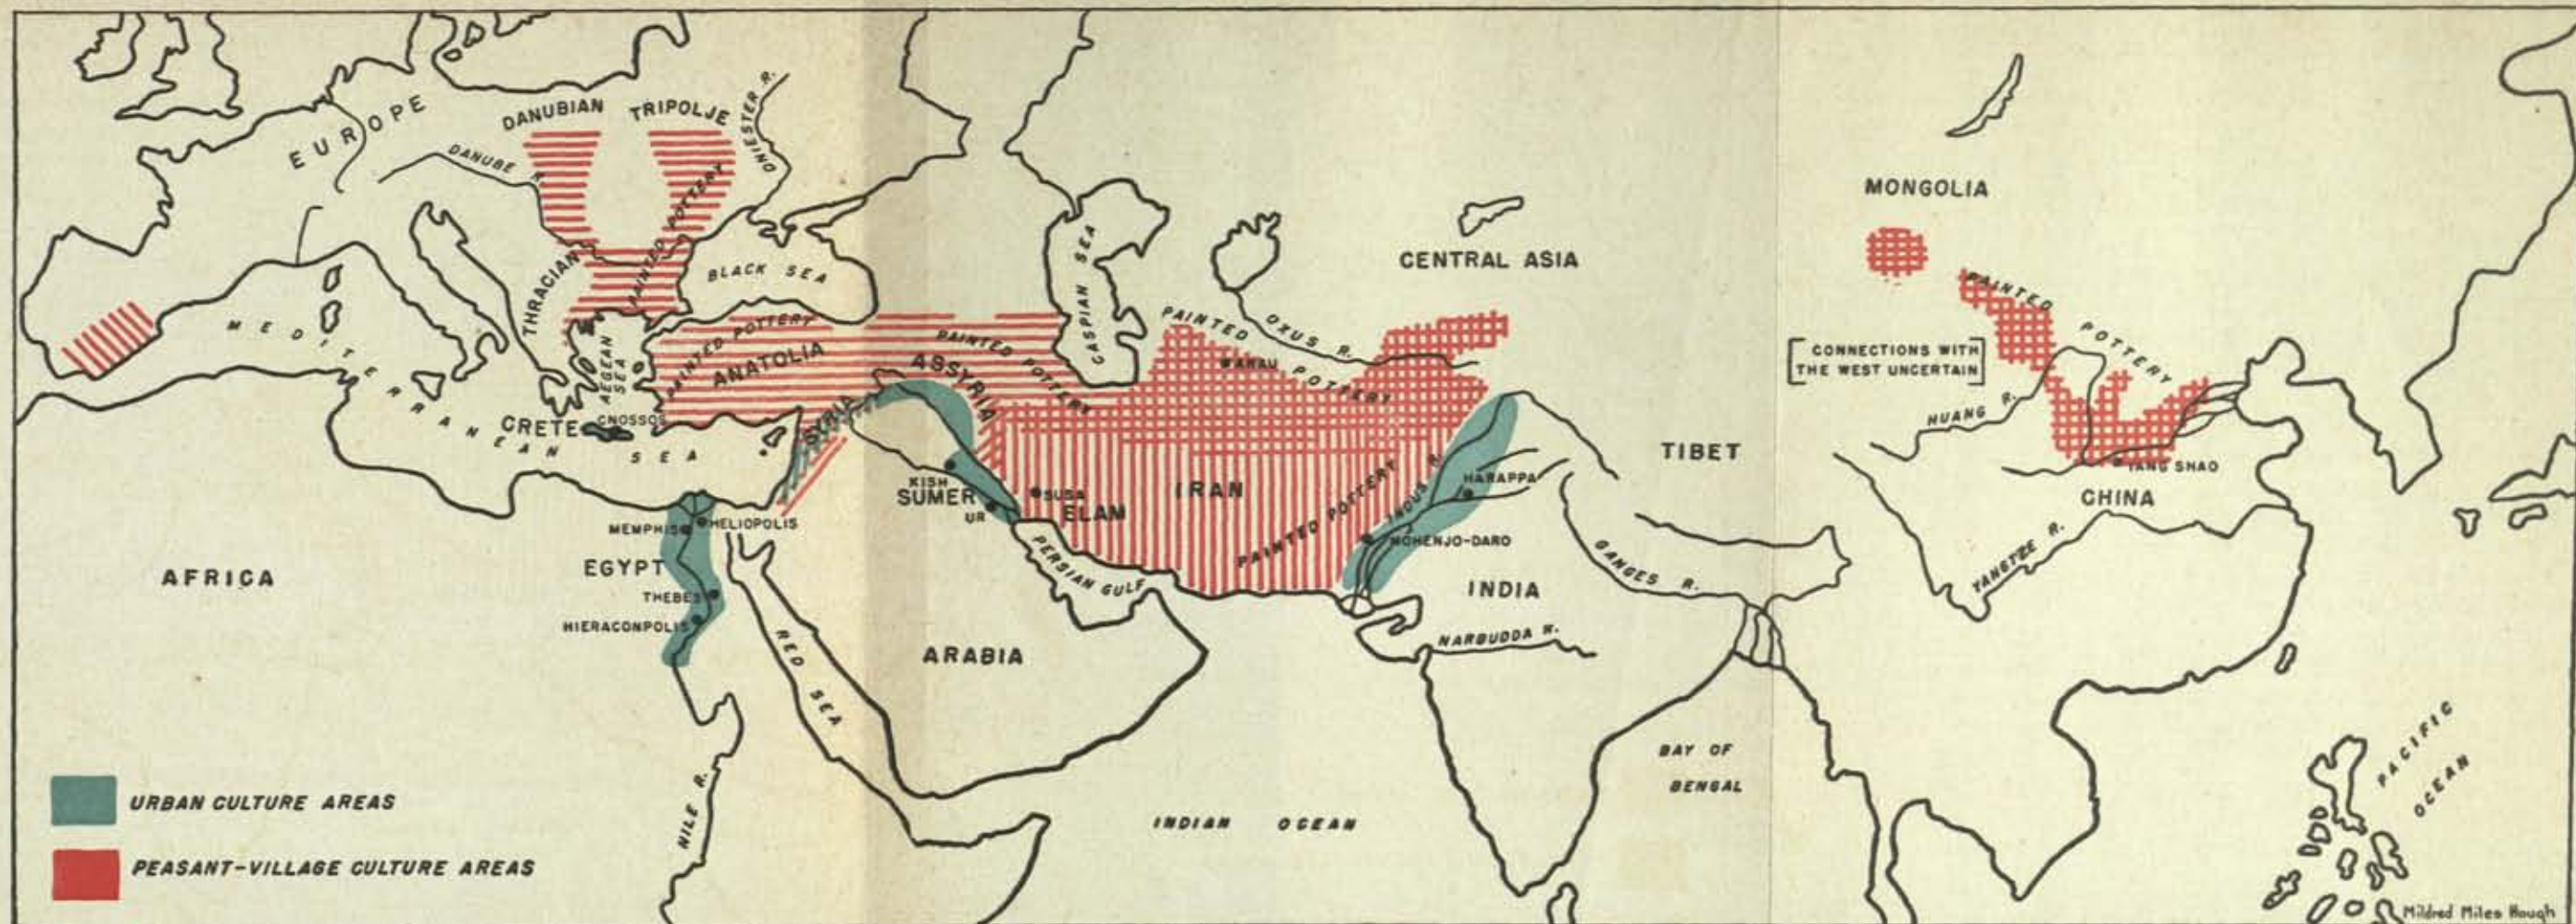 EUROPE
DANUBIAN
TRIPOLJE
DNIESTER R.
DANUBE R.
PAINTED POTTERY
THRACIAN
BLACK SEA
MEDITERRANEAN SEA
AEGEAN
SEA
CRETE
CNOSSOS
PAINTED POTTERY
ANATOLIA
PAINTED POTTERY
ASSYRIA
SYRIA
CASPIAN SEA
PAINTED POTTERY
OXUS R.
ANAU
CENTRAL ASIA
MONGOLIA
PAINTED POTTERY
[CONNECTIONS WITH
THE WEST UNCERTAIN]
HUANG R.
YANG SHAO
CHINA
YANGTZE R.
TIBET
KISH
SUMER
UR
SUSA
ELAM
IRAN
PAINTED POTTERY
INDUS R.
HARAPPA
MOHENJO-DARO
INDIA
GANGES R.
NARBUDDA R.
PERSIAN GULF
ARABIA
RED SEA
MEMPHIS
HELIOPOLIS
EGYPT
THEBES
HIERACONPOLIS
AFRICA
NILE R.
INDIAN OCEAN
BAY OF
BENGAL
PACIFIC
OCEAN
URBAN CULTURE AREAS
PEASANT-VILLAGE CULTURE AREAS
Mildred Miles Hough